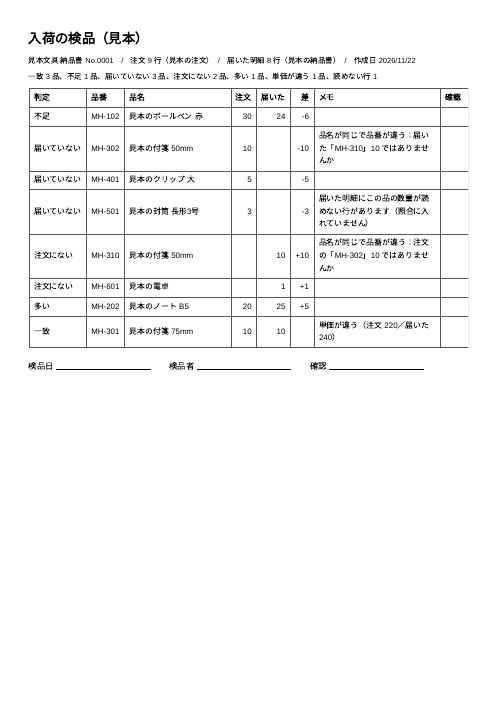 入荷の検品（見本）
見本文具 納品書 No.0001 / 注文 9 行（見本の注文） / 届いた明細 8 行（見本の納品書） / 作成日 2026/11/22
一致 3 品、不足 1 品、届いていない 3 品、注文にない 2 品、多い 1 品、単価が違う 1 品、読めない行 1
判定 品番 品名 注文 届いた 差 メモ 確認
不足 MH-102 見本のボールペン 赤 30 24 -6
届いていない MH-302 見本の付箋 50mm 10 -10 品名が同じで品番が違う：届い
た「MH-310」10 ではありませ
んか
届いていない MH-401 見本のクリップ 大 5 -5
届いていない MH-501 見本の封筒 長形3号 3 -3 届いた明細にこの品の数量が読
めない行があります（照合に入
れていません）
注文にない MH-310 見本の付箋 50mm 10 +10 品名が同じで品番が違う：注文
の「MH-302」10 ではありませ
んか
注文にない MH-601 見本の電卓 1 +1
多い MH-202 見本のノート B5 20 25 +5
一致 MH-301 見本の付箋 75mm 10 10 単価が違う（注文 220／届いた
240）
検品日 検品者 確認